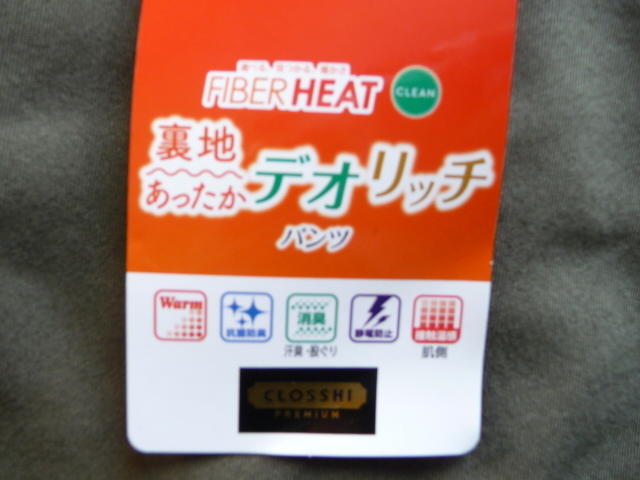 FIBER HEAT
CLEAN
裏地
あったか
デオリッチ
パンツ
Warm
抗菌防臭
消臭
静電防止
汗臭・股ぐり
肌側
CLOSSHI
PREMIUM